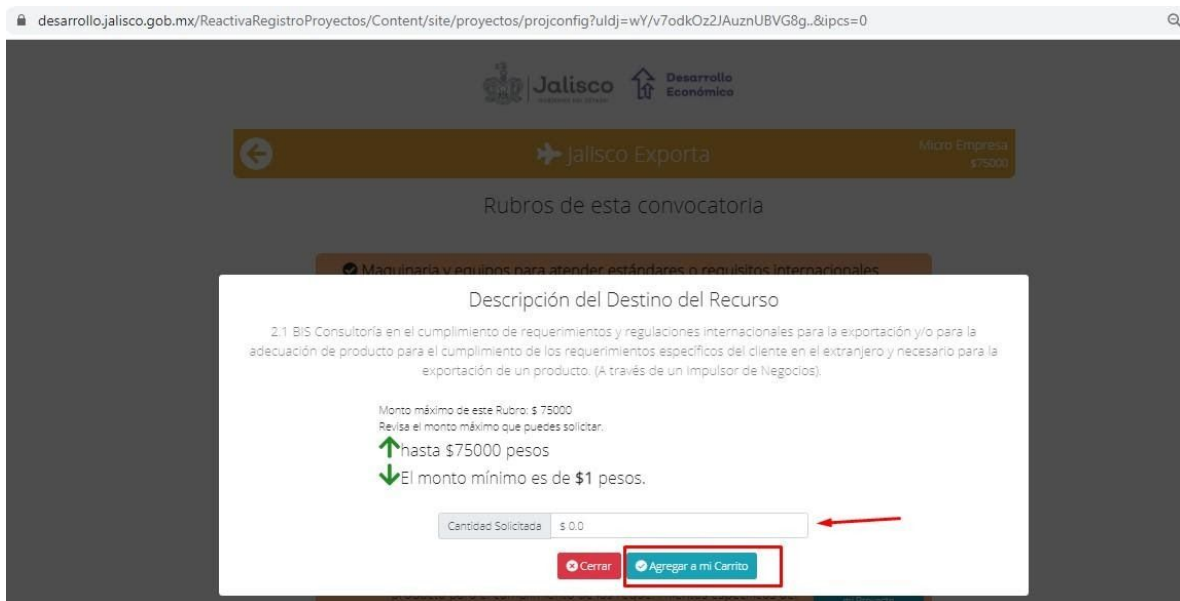 desarrollo.jalisco.gob.mx/ReactivaRegistroProyectos/Content/site/proyectos/projconfig?uIdj=wY/v7odkOz2JAuznUBVG8g..&ipcs=0
Jalisco
Desarrollo
Económico
Jalisco Exporta
Micro Empresa
$75000
Rubros de esta convocatoria
Maquinaria y equipos para atender estándares o requisitos internacionales
Descripción del Destino del Recurso
2.1 BIS Consultoría en el cumplimiento de requerimientos y regulaciones internacionales para la exportación y/o para la
adecuación de producto para el cumplimiento de los requerimientos específicos del cliente en el extranjero y necesario para la
exportación de un producto. (A través de un Impulsor de Negocios).
Monto máximo de este Rubro: $ 75000
Revisa el monto máximo que puedes solicitar.
hasta $75000 pesos
El monto mínimo es de $1 pesos.
Cantidad Solicitada $ 0.0
Cerrar Agregar a mi Carrito